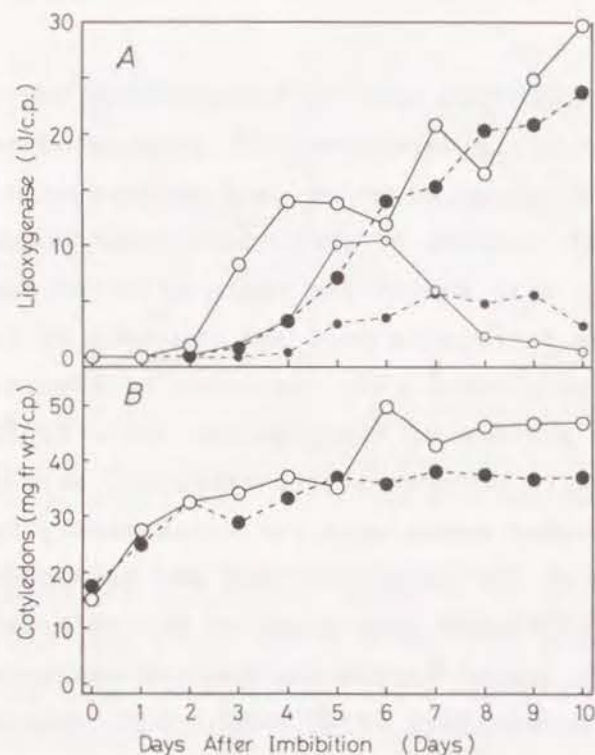 30
A
20
10
0
Lipoxygenase (U/c.p.)
B
50
40
30
20
10
0
Cotyledons (mg fr wt/c.p.)
0 1 2 3 4 5 6 7 8 9 10
Days After Imbibition (Days)